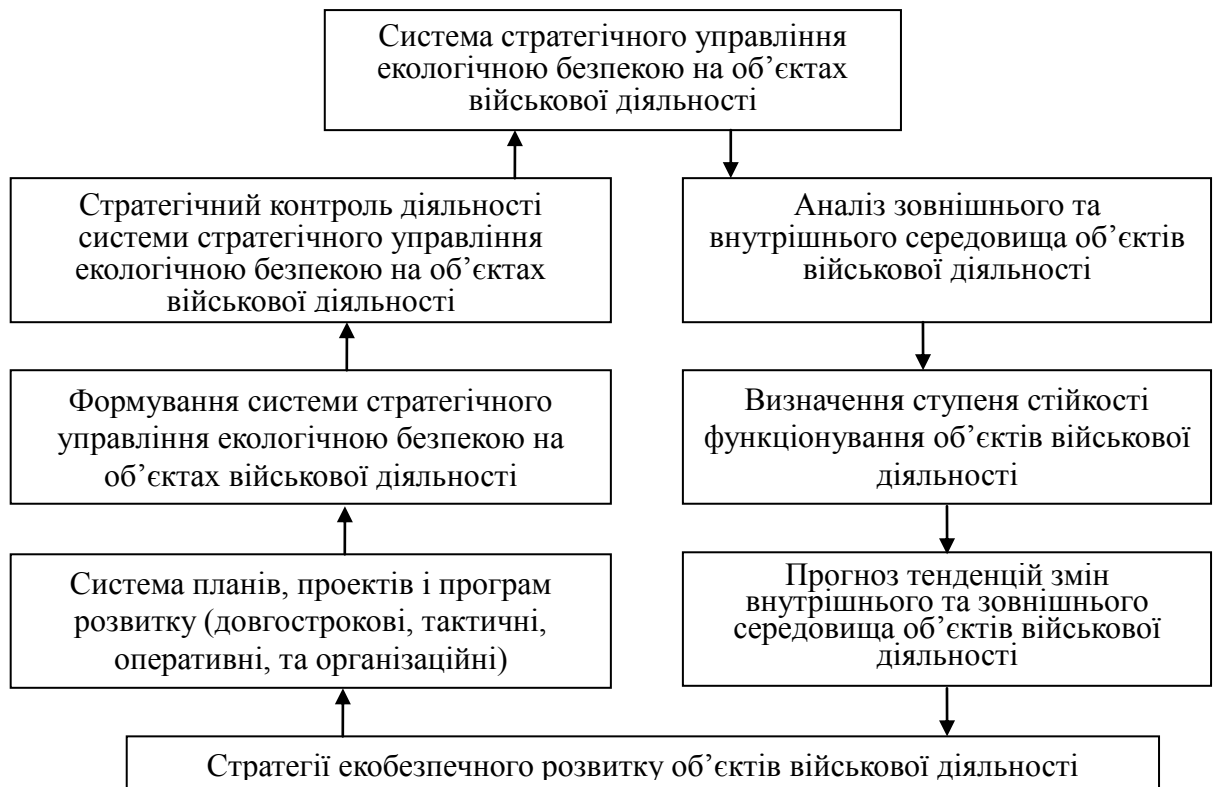 Система стратегічного управління
екологічною безпекою на об’єктах
військової діяльності
Стратегічний контроль діяльності
системи стратегічного управління
екологічною безпекою на об’єктах
військової діяльності
Аналіз зовнішнього та
внутрішнього середовища об’єктів
військової діяльності
Формування системи стратегічного
управління екологічною безпекою на
об’єктах військової діяльності
Визначення ступеня стійкості
функціонування об’єктів військової
діяльності
Система планів, проектів і програм
розвитку (довгострокові, тактичні,
оперативні, та організаційні)
Прогноз тенденцій змін
внутрішнього та зовнішнього
середовища об’єктів військової
діяльності
Стратегії екобезпечного розвитку об’єктів військової діяльності